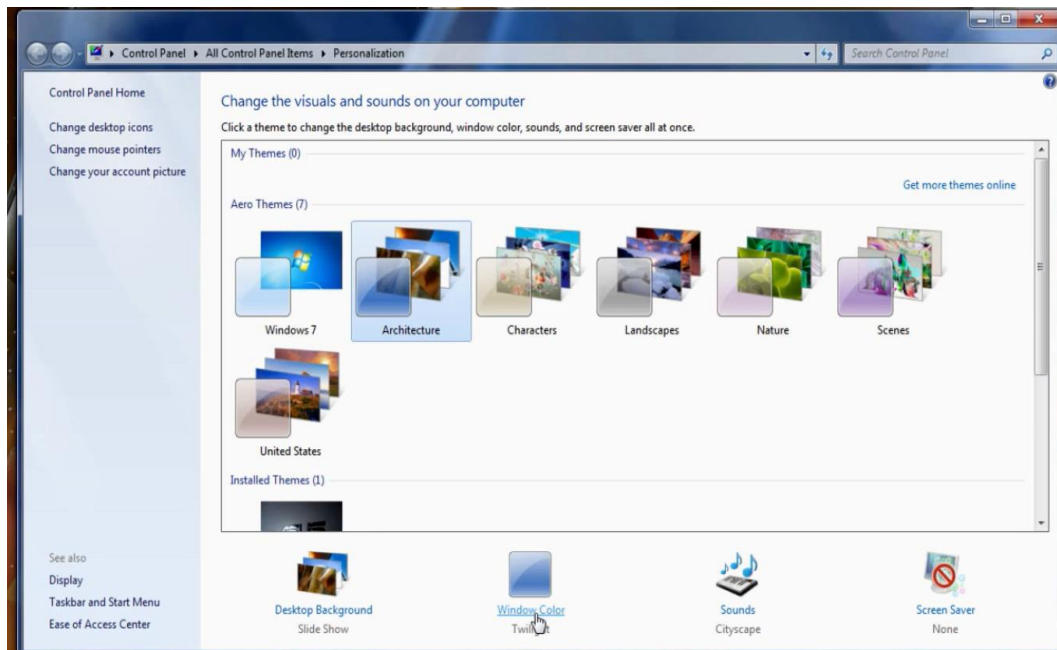 Control Panel ▸ All Control Panel Items ▸ Personalization
Search Control Panel
Control Panel Home
Change desktop icons
Change mouse pointers
Change your account picture
Change the visuals and sounds on your computer
Click a theme to change the desktop background, window color, sounds, and screen saver all at once.
My Themes (0)
Get more themes online
Aero Themes (7)
Windows 7
Architecture
Characters
Landscapes
Nature
Scenes
United States
Installed Themes (1)
See also
Display
Taskbar and Start Menu
Ease of Access Center
Desktop Background
Slide Show
Window Color
Twilight
Sounds
Cityscape
Screen Saver
None